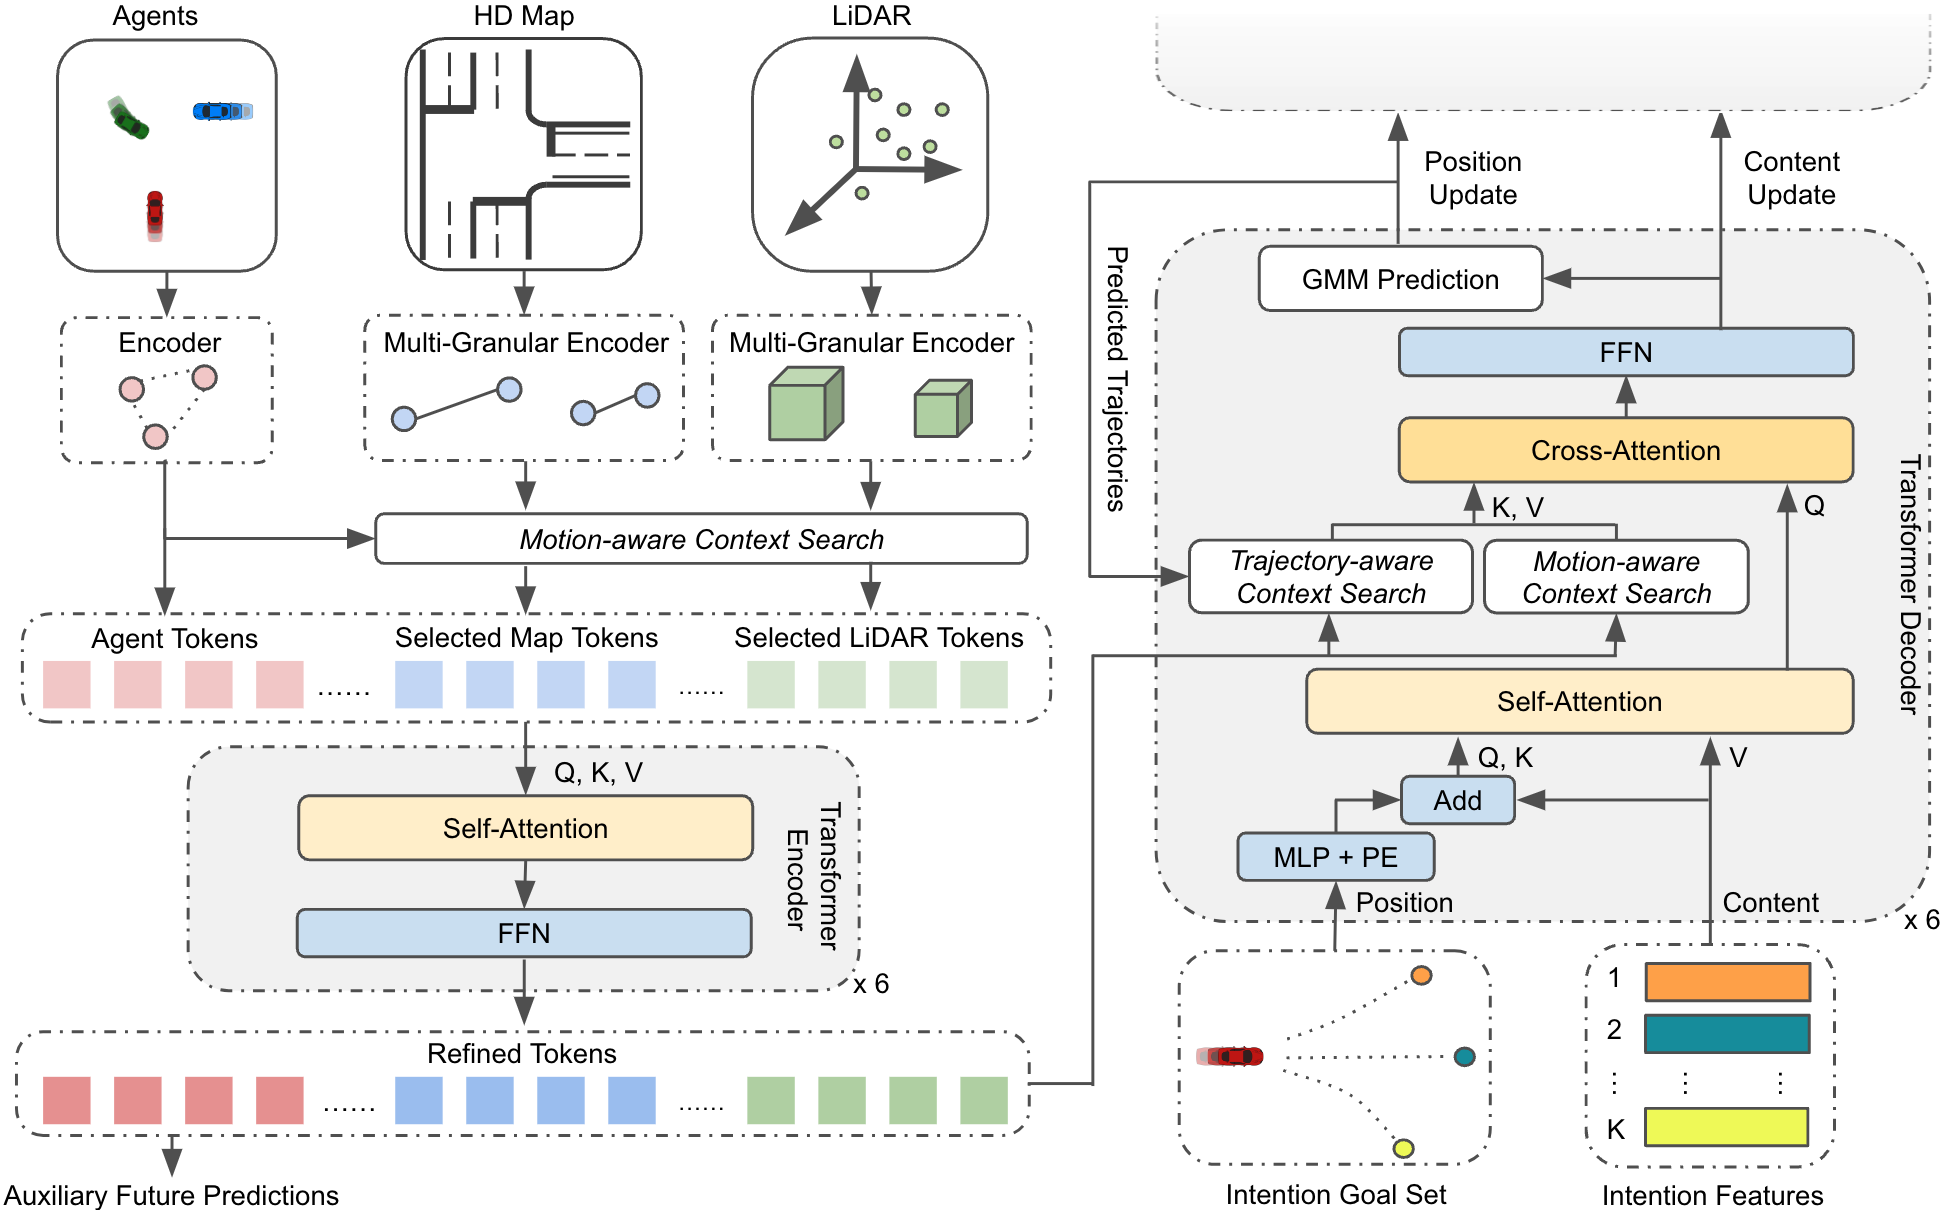 Agents
HD Map
LiDAR
Encoder
Multi-Granular Encoder
Multi-Granular Encoder
Motion-aware Context Search
Agent Tokens
Selected Map Tokens
Selected LiDAR Tokens
......
......
Q, K, V
Self-Attention
FFN
Transformer
Encoder
x 6
Refined Tokens
......
......
Auxiliary Future Predictions
Position
Update
Content
Update
Predicted Trajectories
GMM Prediction
FFN
Cross-Attention
K, V
Q
Trajectory-aware
Context Search
Motion-aware
Context Search
Transformer Decoder
Self-Attention
Q, K
V
Add
MLP + PE
Position
Content
x 6
1
2
K
Intention Goal Set
Intention Features